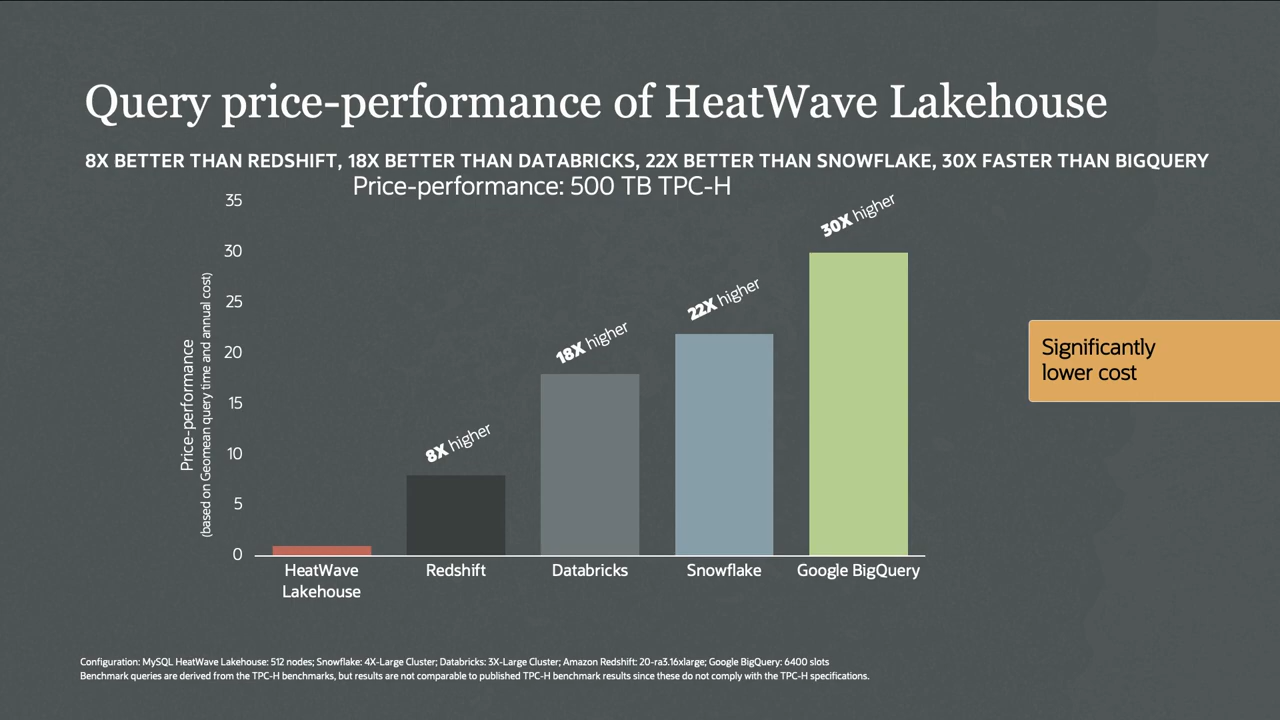 Query price-performance of HeatWave Lakehouse
8X BETTER THAN REDSHIFT, 18X BETTER THAN DATABRICKS, 22X BETTER THAN SNOWFLAKE, 30X FASTER THAN BIGQUERY
Price-performance: 500 TB TPC-H
Price-performance
(based on Geomean query time and annual cost)
35
30
25
20
15
10
5
0
8X higher
18X higher
22X higher
30X higher
HeatWave
Lakehouse
Redshift
Databricks
Snowflake
Google BigQuery
Significantly
lower cost
Configuration: MySQL HeatWave Lakehouse: 512 nodes; Snowflake: 4X-Large Cluster; Databricks: 3X-Large Cluster; Amazon Redshift: 20-ra3.16xlarge; Google BigQuery: 6400 slots
Benchmark queries are derived from the TPC-H benchmarks, but results are not comparable to published TPC-H benchmark results since these do not comply with the TPC-H specifications.